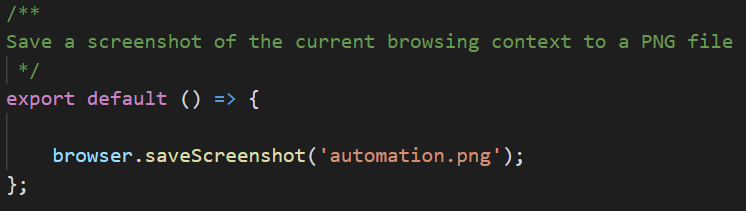 /**
Save a screenshot of the current browsing context to a PNG file
 */
export default () => {
    browser.saveScreenshot('automation.png');
};